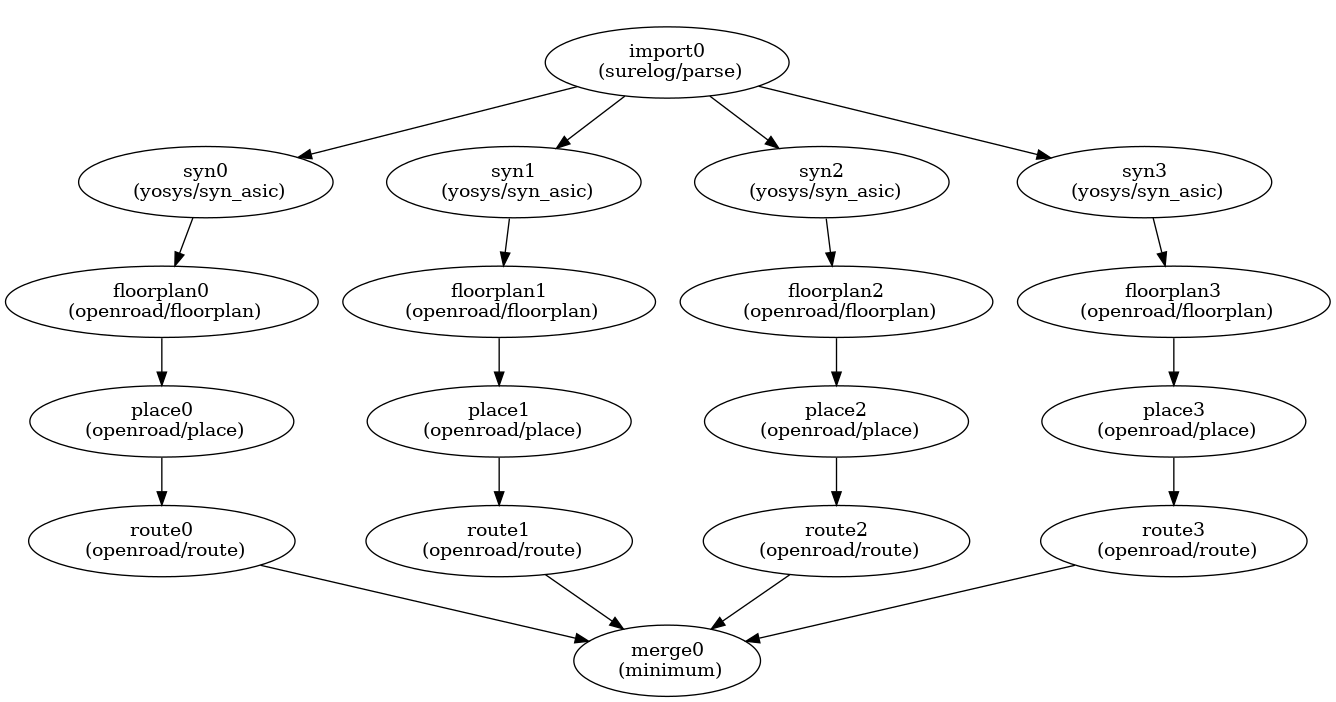 import0
(surelog/parse)
syn0
(yosys/syn_asic)
syn1
(yosys/syn_asic)
syn2
(yosys/syn_asic)
syn3
(yosys/syn_asic)
floorplan0
(openroad/floorplan)
floorplan1
(openroad/floorplan)
floorplan2
(openroad/floorplan)
floorplan3
(openroad/floorplan)
place0
(openroad/place)
place1
(openroad/place)
place2
(openroad/place)
place3
(openroad/place)
route0
(openroad/route)
route1
(openroad/route)
route2
(openroad/route)
route3
(openroad/route)
merge0
(minimum)